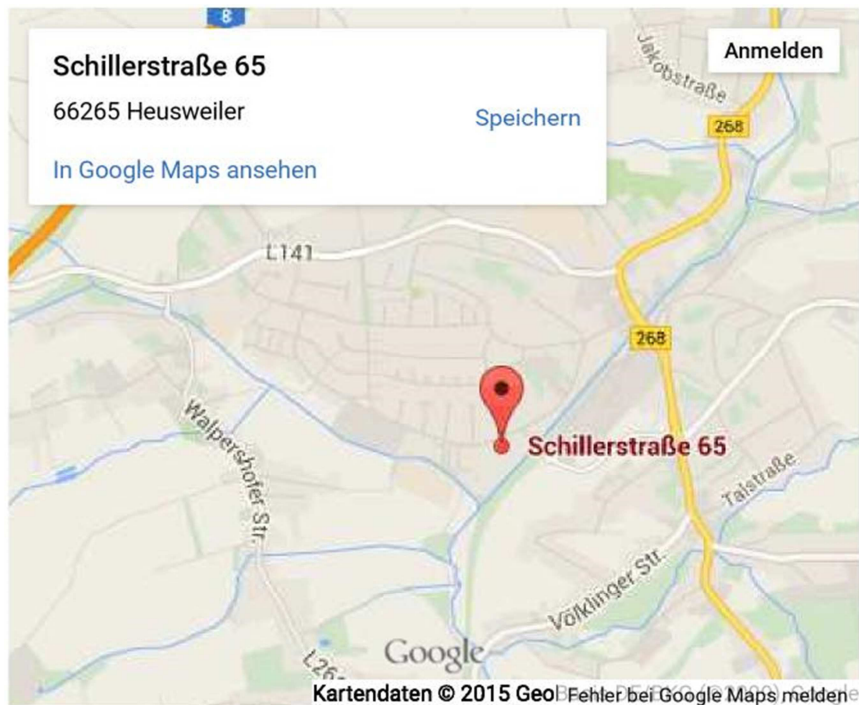 8
Schillerstraße 65
66265 Heusweiler
Speichern
In Google Maps ansehen
Anmelden
Jakobstraße
268
L141
268
Schillerstraße 65
Walpershofer Str.
Talstraße
Völklinger Str.
Google
Kartendaten © 2015 Geo
Fehler bei Google Maps melden